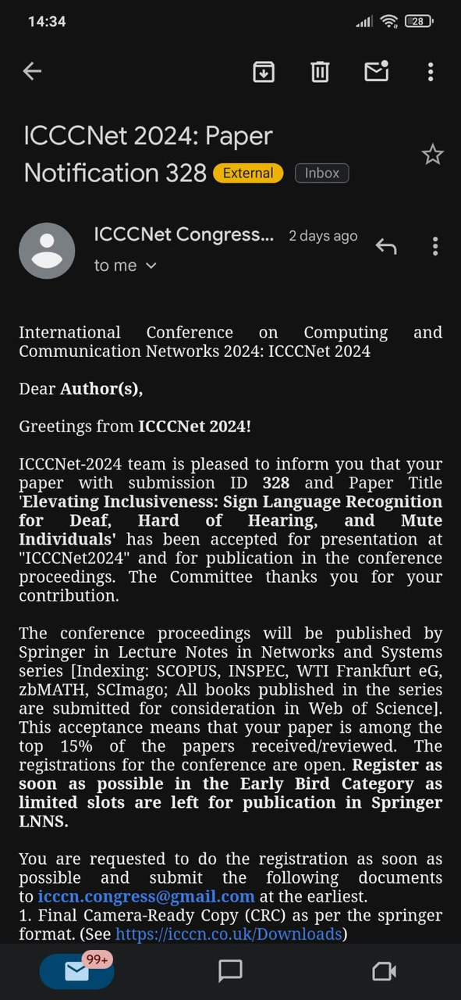 14:34
28
ICCCNet 2024: Paper
Notification 328 External Inbox
ICCCNet Congress... 2 days ago
to me
International Conference on Computing and
Communication Networks 2024: ICCCNet 2024
Dear Author(s),
Greetings from ICCCNet 2024!
ICCCNet-2024 team is pleased to inform you that your
paper with submission ID 328 and Paper Title
'Elevating Inclusiveness: Sign Language Recognition
for Deaf, Hard of Hearing, and Mute
Individuals' has been accepted for presentation at
"ICCCNet2024" and for publication in the conference
proceedings. The Committee thanks you for your
contribution.
The conference proceedings will be published by
Springer in Lecture Notes in Networks and Systems
series [Indexing: SCOPUS, INSPEC, WTI Frankfurt eG,
zbMATH, SCImago; All books published in the series
are submitted for consideration in Web of Science].
This acceptance means that your paper is among the
top 15% of the papers received/reviewed. The
registrations for the conference are open. Register as
soon as possible in the Early Bird Category as
limited slots are left for publication in Springer
LNNS.
You are requested to do the registration as soon as
possible and submit the following documents
to icccn.congress@gmail.com at the earliest.
1. Final Camera-Ready Copy (CRC) as per the springer
format. (See https://icccn.co.uk/Downloads)
99+